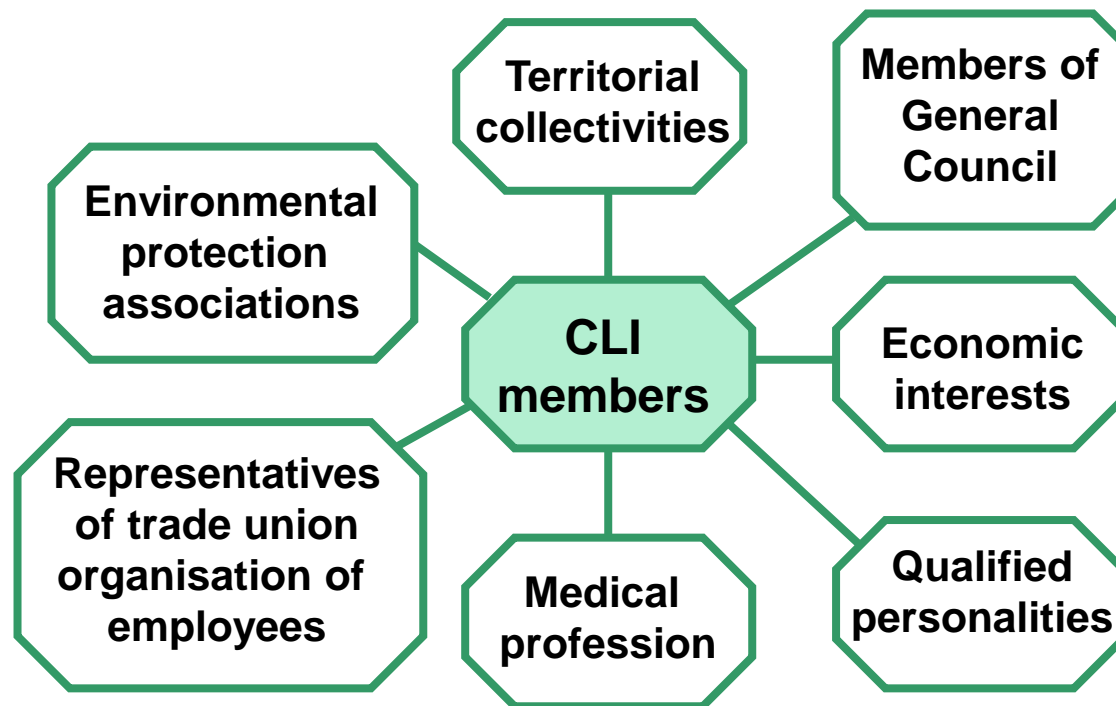 Territorial
collectivities
Members of
General
Council
Environmental
protection
associations
CLI
members
Economic
interests
Representatives
of trade union
organisation of
employees
Medical
profession
Qualified
personalities